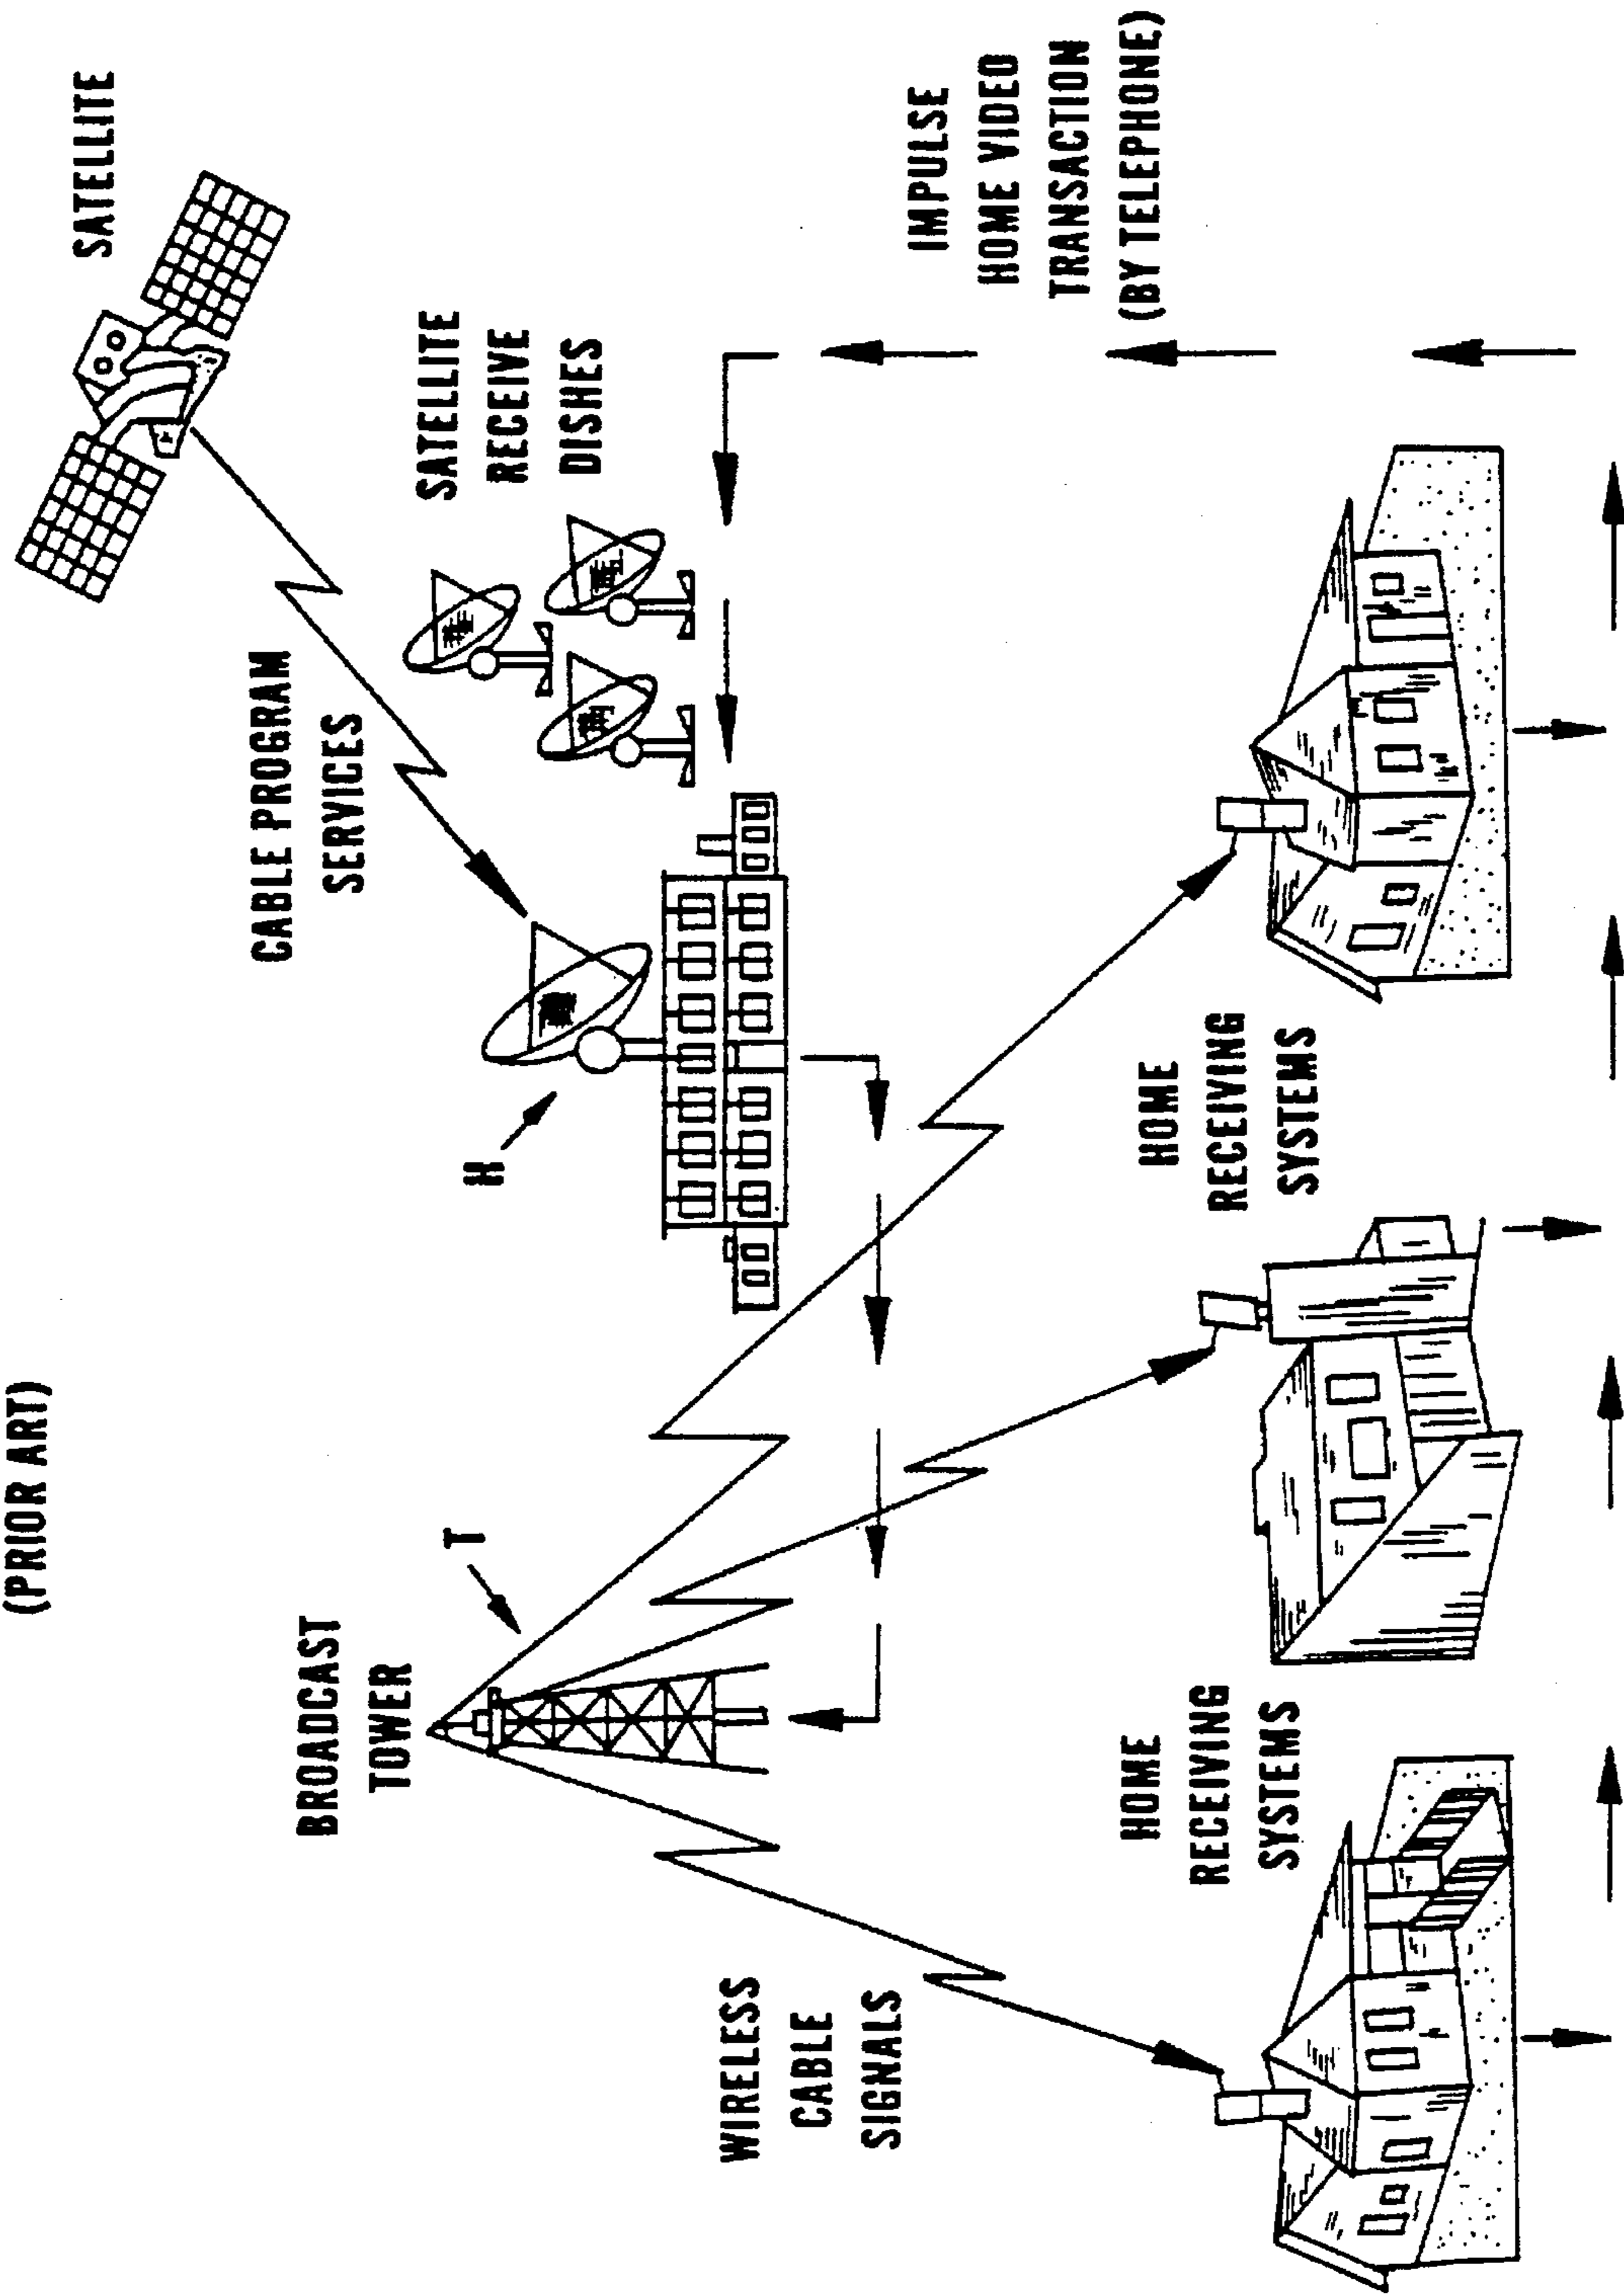 (PRIOR ART)
SATELLITE
CABLE PROGRAM
SERVICES
SATELLITE
RECEIVE
DISHES
BROADCAST
TOWER
T
H
WIRELESS
CABLE
SIGNALS
IMPULSE
HOME VIDEO
TRANSACTION
(BY TELEPHONE)
HOME
RECEIVING
SYSTEMS
HOME
RECEIVING
SYSTEMS